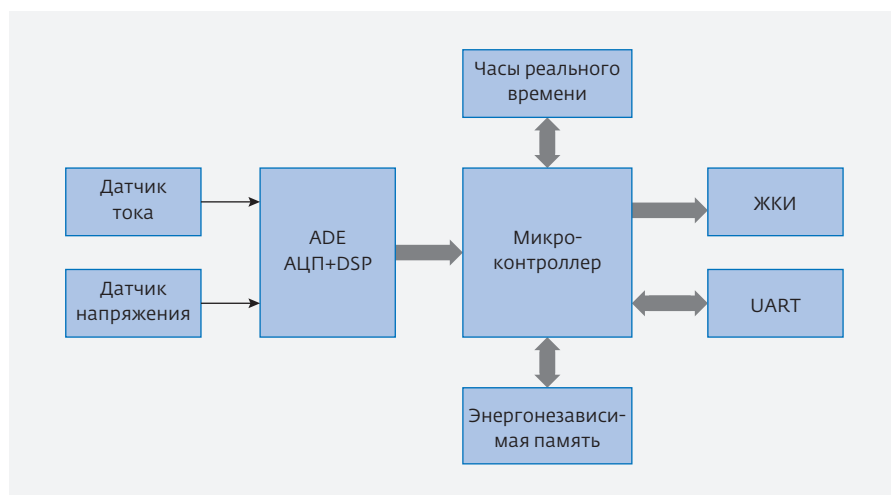 Часы реального
времени
Датчик
тока
ADE
АЦП+DSP
Микро-
контроллер
ЖКИ
Датчик
напряжения
UART
Энергонезависи-
мая память